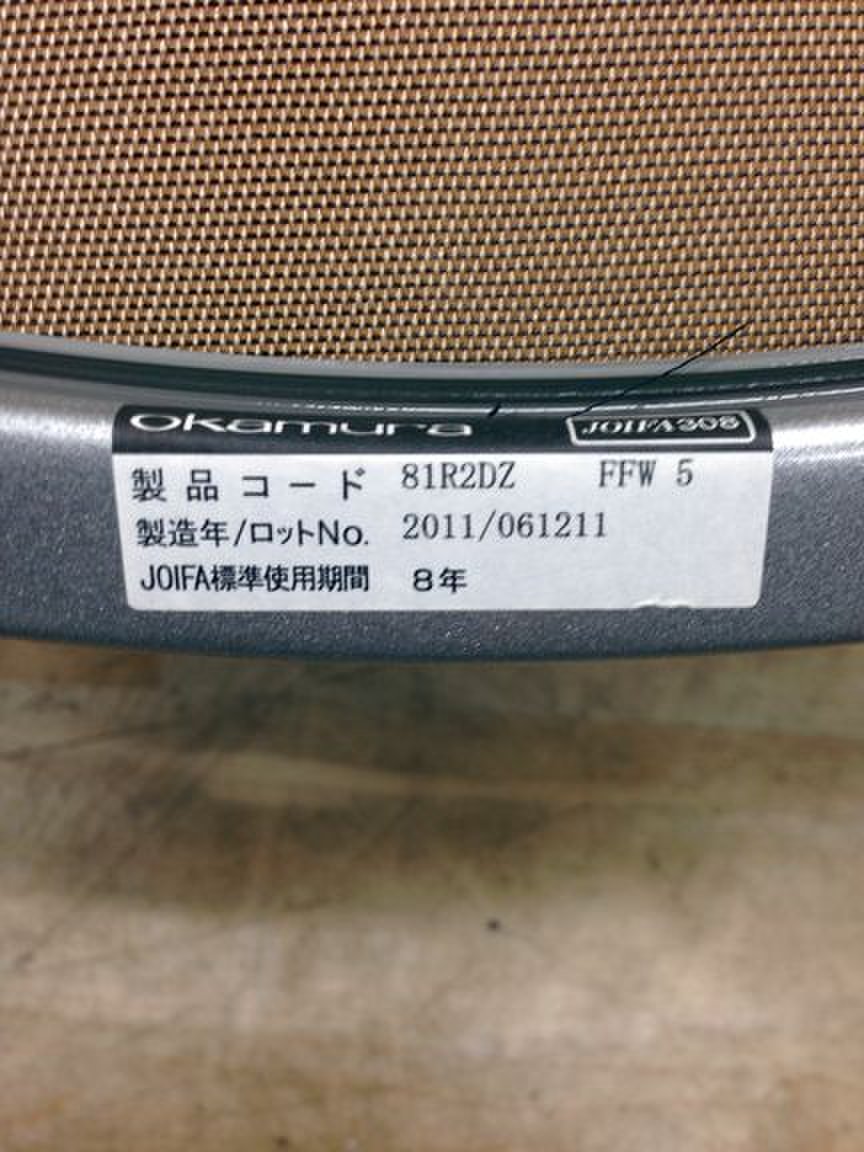 okamura JOIFA308
製品コード 81R2DZ FFW 5
製造年/ロットNo. 2011/061211
JOIFA標準使用期間 8年